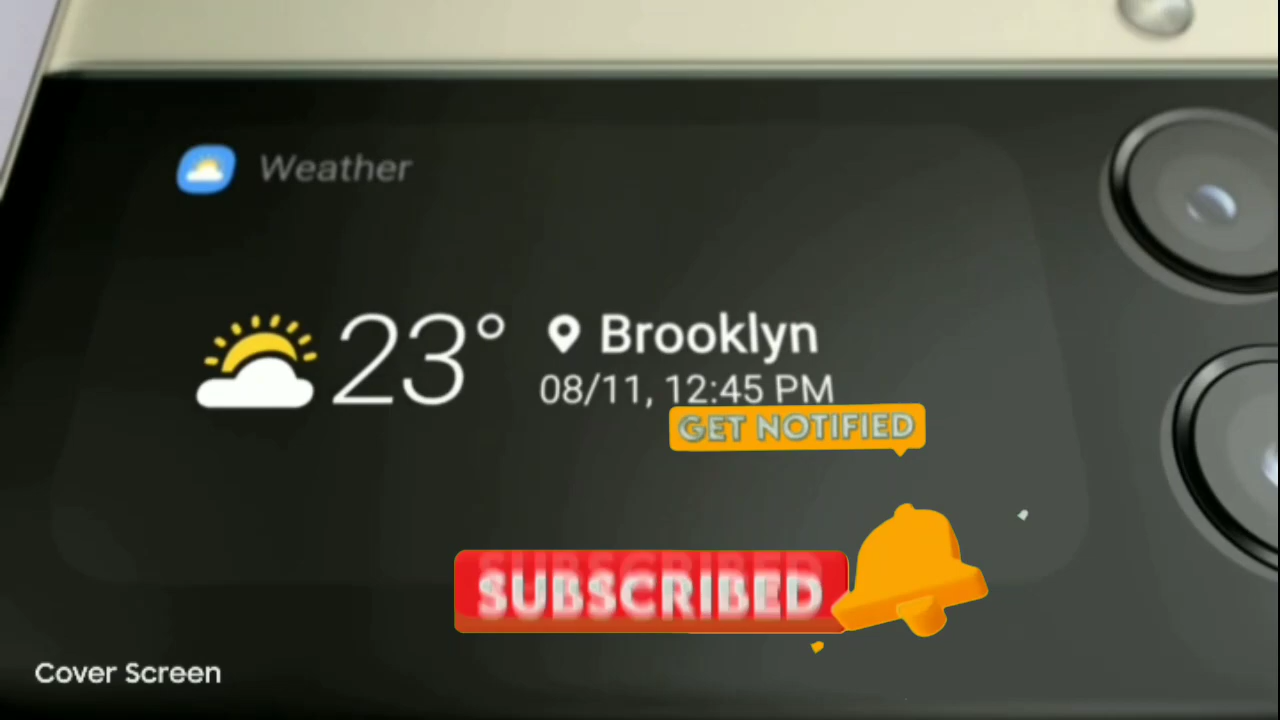 Weather
23° Brooklyn
08/11, 12:45 PM
GET NOTIFIED
SUBSCRIBED
Cover Screen